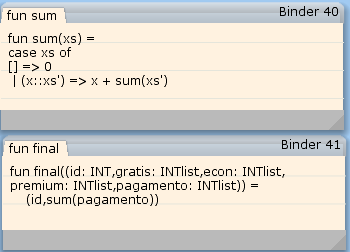 fun sum
Binder 40
fun sum(xs) =
case xs of
[] => 0
| (x::xs') => x + sum(xs')
fun final
Binder 41
fun final((id: INT,gratis: INTlist,econ: INTlist,
premium: INTlist,pagamento: INTlist)) =
(id,sum(pagamento))